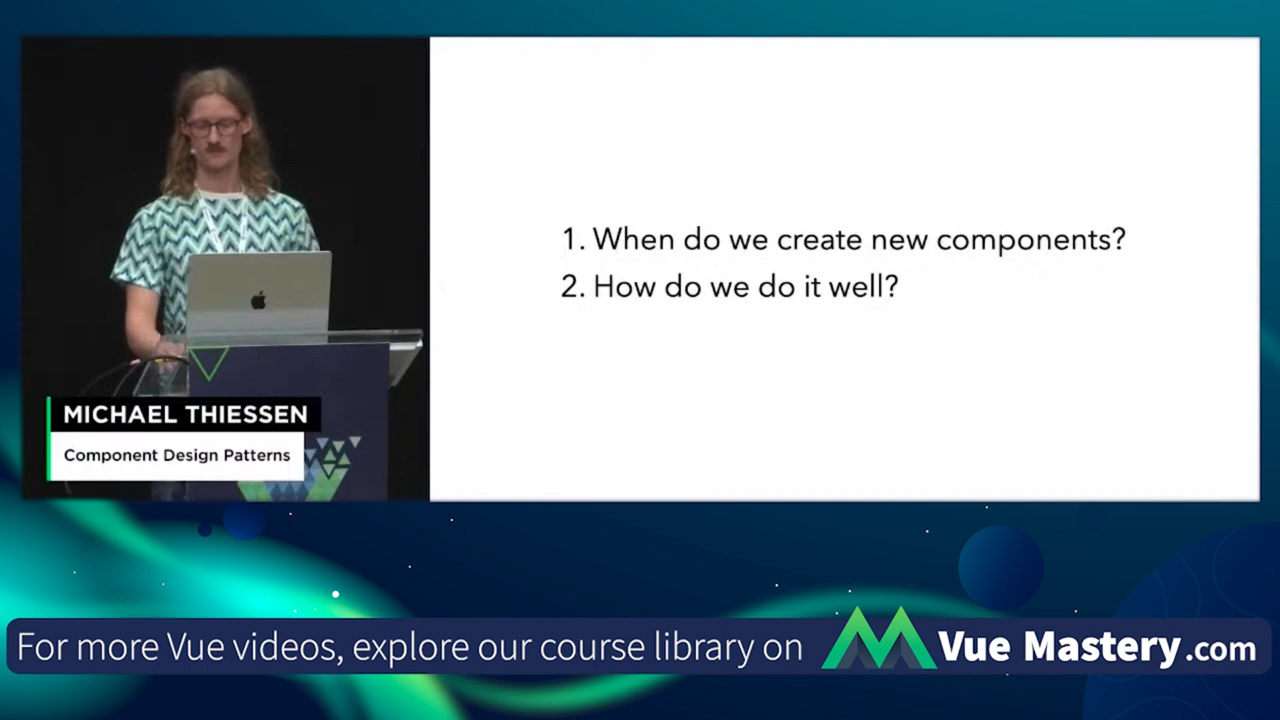 1. When do we create new components?
2. How do we do it well?
MICHAEL THIESSEN
Component Design Patterns
For more Vue videos, explore our course library on
Vue Mastery.com